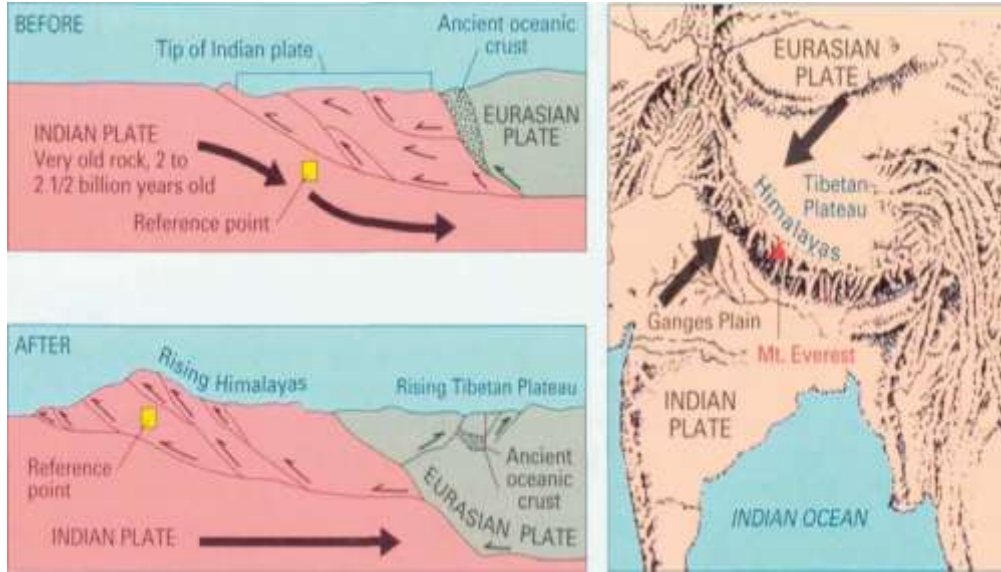 BEFORE
Tip of Indian plate
Ancient oceanic
crust
INDIAN PLATE
Very old rock, 2 to
2 1/2 billion years old
Reference point
EURASIAN
PLATE
AFTER
Rising Himalayas
Rising Tibetan Plateau
Reference
point
Ancient
oceanic
crust
EURASIAN PLATE
INDIAN PLATE
EURASIAN
PLATE
Himalayas
Tibetan
Plateau
Ganges Plain
Mt. Everest
INDIAN
PLATE
INDIAN OCEAN